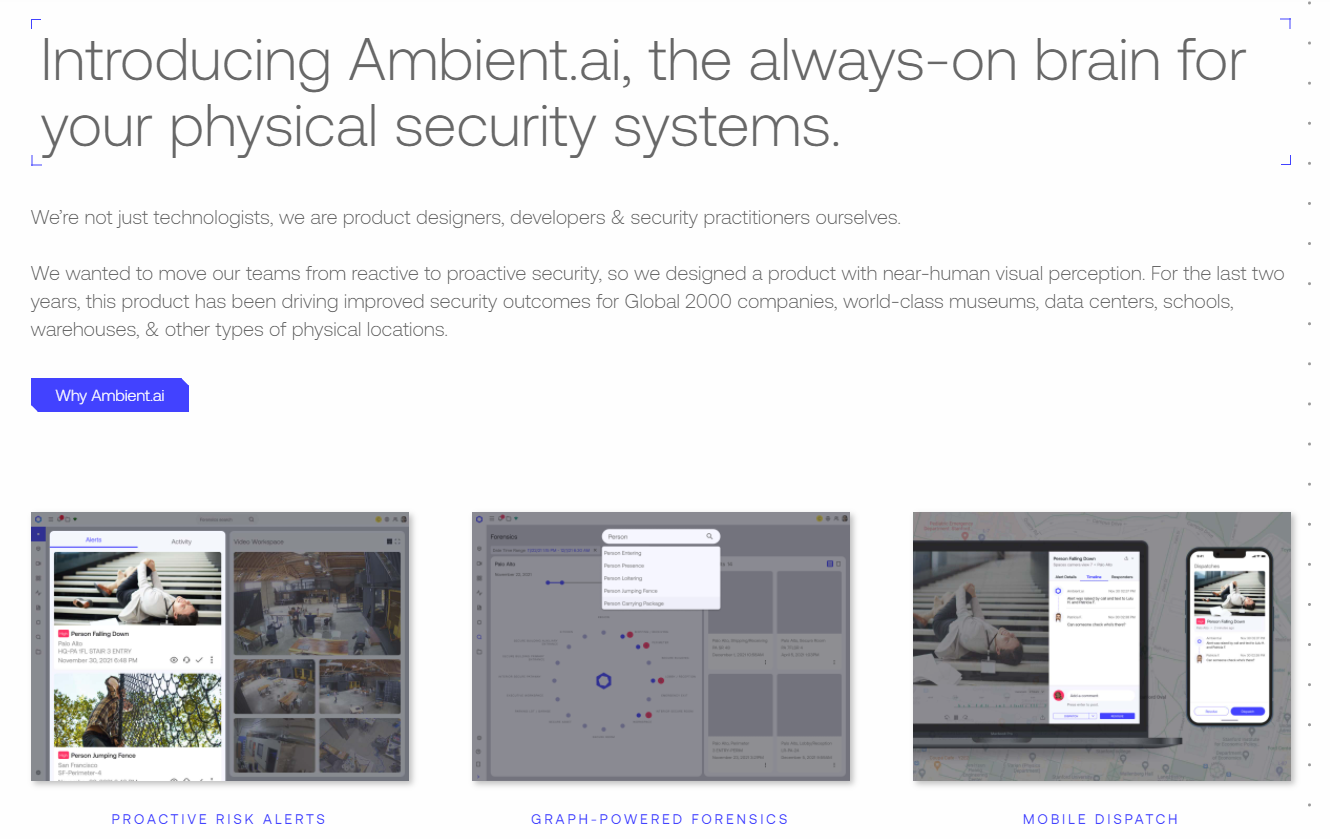 Introducing Ambient.ai, the always-on brain for
your physical security systems.
We're not just technologists, we are product designers, developers & security practitioners ourselves.
We wanted to move our teams from reactive to proactive security, so we designed a product with near-human visual perception. For the last two
years, this product has been driving improved security outcomes for Global 2000 companies, world-class museums, data centers, schools,
warehouses, & other types of physical locations.
Why Ambient.ai
Alerts
Activity
Video Workspace
Person Falling Down
Palo Alto
HQ-PA 1FL STAIR 3 ENTRY
November 30, 2021 6:48 PM
Person Jumping Fence
San Francisco
SF-Perimeter-4
Forensics
Person
Person Entering
Person Presence
Person Loitering
Person Jumping Fence
Person Carrying Package
Palo Alto
Person Falling Down
Alert Details
Timeline
Responders
Can someone check who's there?
Add a comment
Dispatches
Person Falling Down
PROACTIVE RISK ALERTS
GRAPH-POWERED FORENSICS
MOBILE DISPATCH